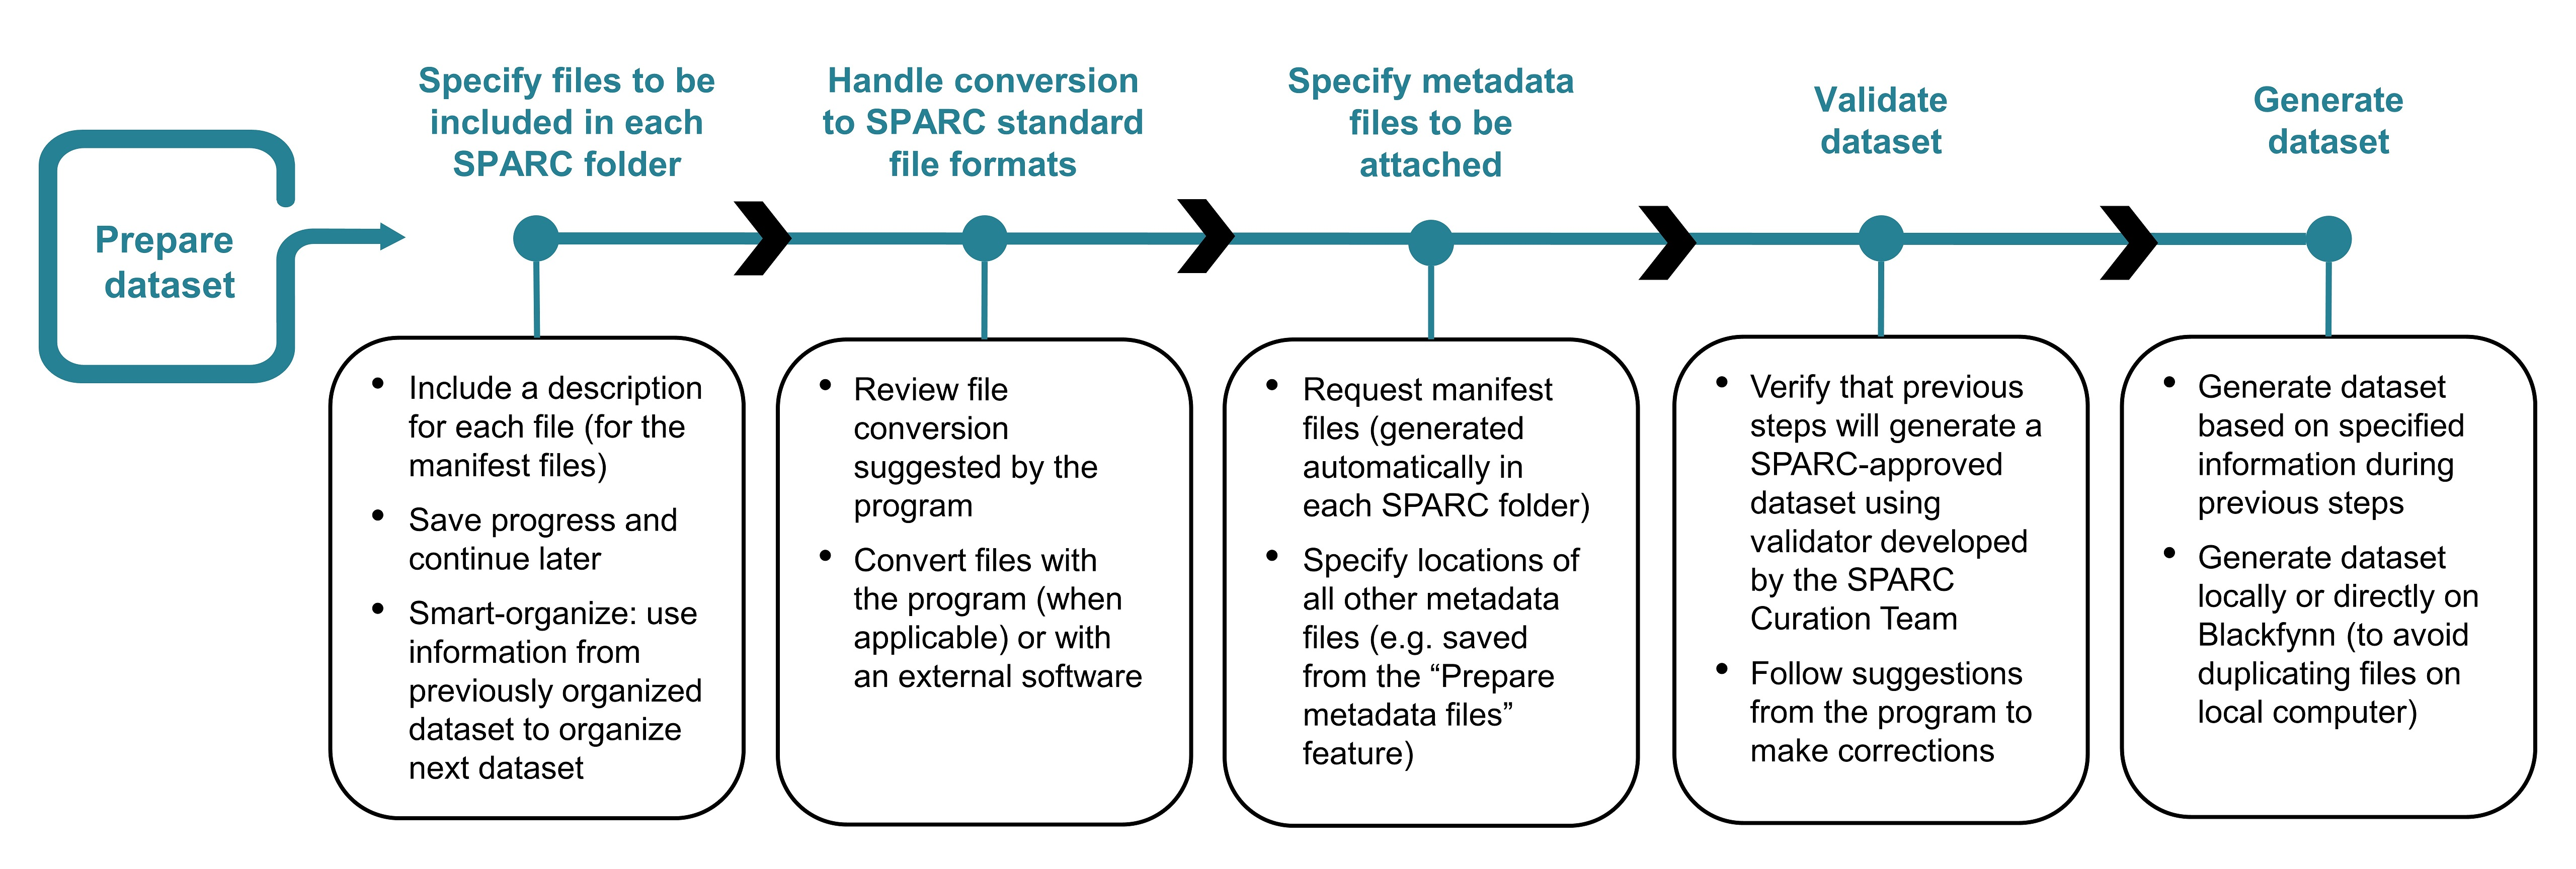 Prepare
dataset
Specify files to be
included in each
SPARC folder
• Include a description
for each file (for the
manifest files)
• Save progress and
continue later
• Smart-organize: use
information from
previously organized
dataset to organize
next dataset
Handle conversion
to SPARC standard
file formats
• Review file
conversion
suggested by the
program
• Convert files with
the program (when
applicable) or with
an external software
Specify metadata
files to be
attached
• Request manifest
files (generated
automatically in
each SPARC folder)
• Specify locations of
all other metadata
files (e.g. saved
from the “Prepare
metadata files”
feature)
Validate
dataset
• Verify that previous
steps will generate a
SPARC-approved
dataset using
validator developed
by the SPARC
Curation Team
• Follow suggestions
from the program to
make corrections
Generate
dataset
• Generate dataset
based on specified
information during
previous steps
• Generate dataset
locally or directly on
Blackfynn (to avoid
duplicating files on
local computer)